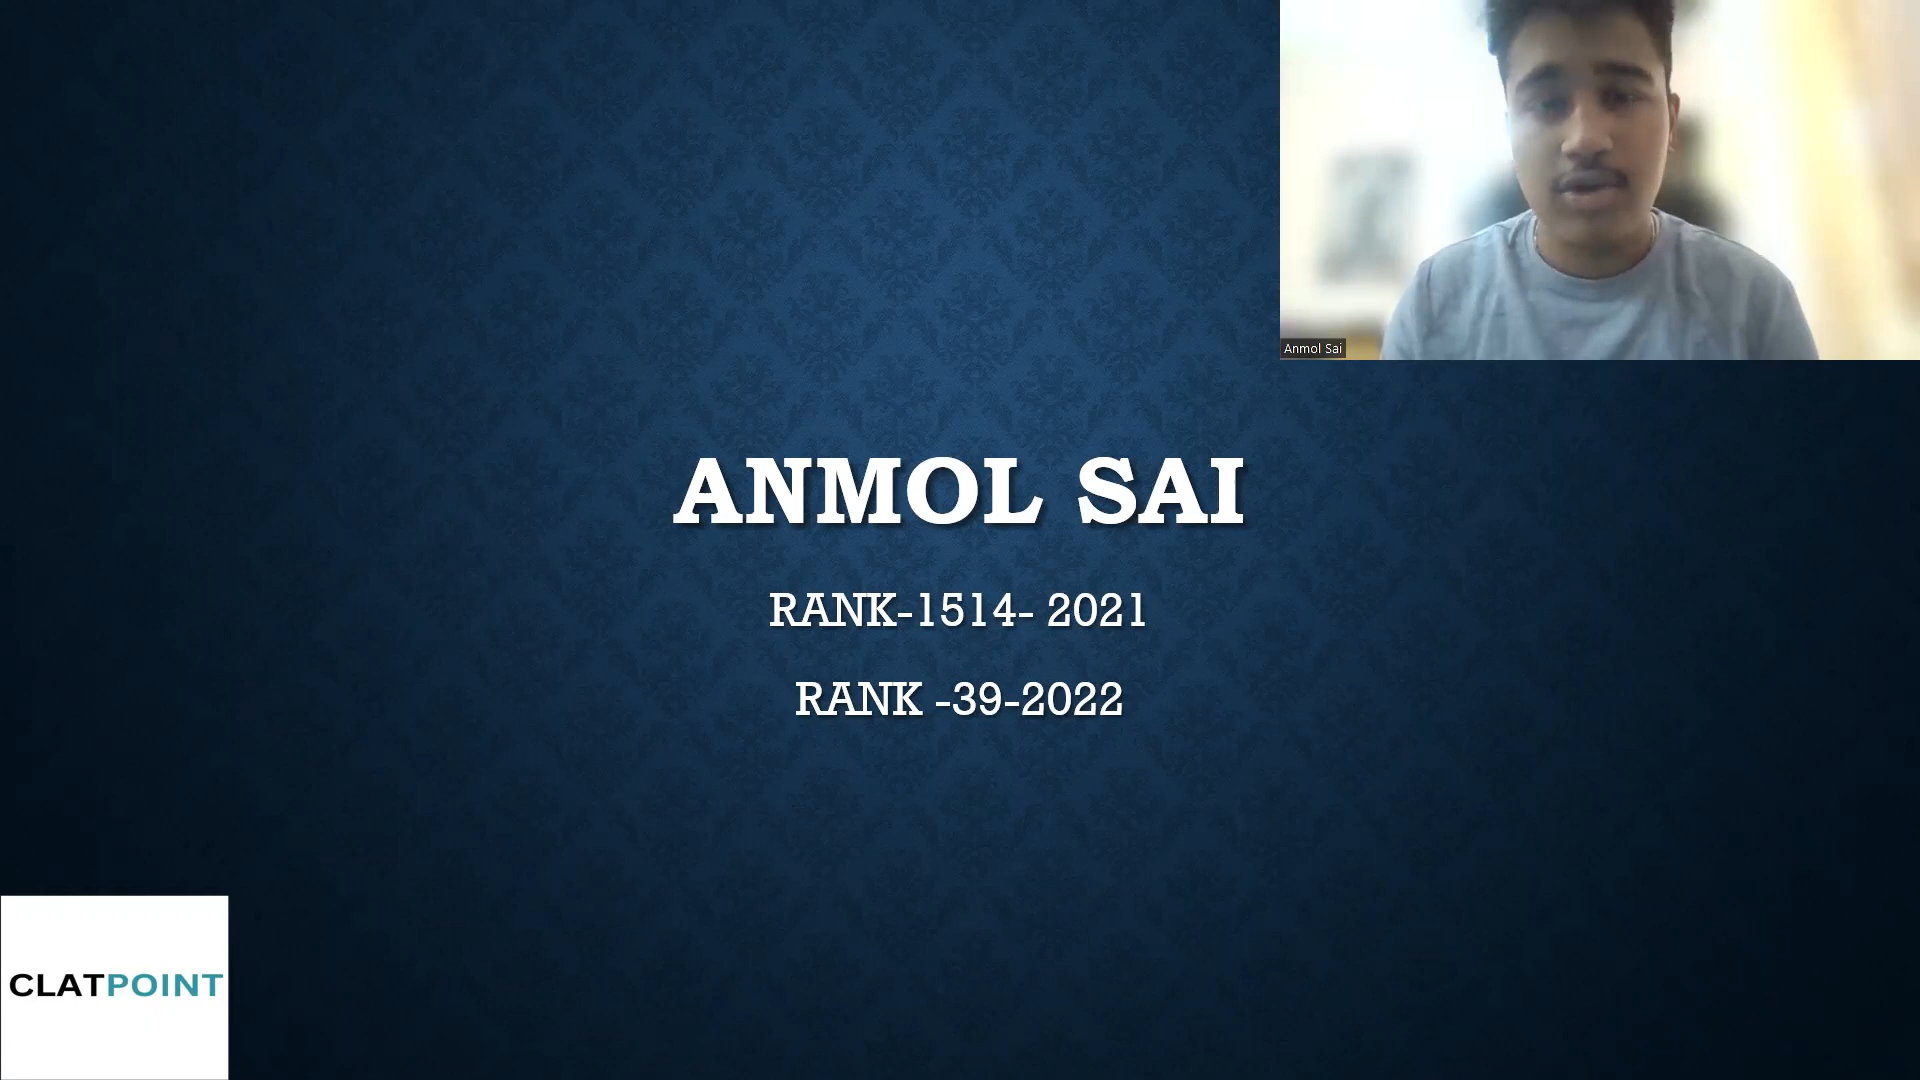 Anmol Sai
ANMOL SAI
RANK-1514- 2021
RANK -39-2022
CLATPOINT